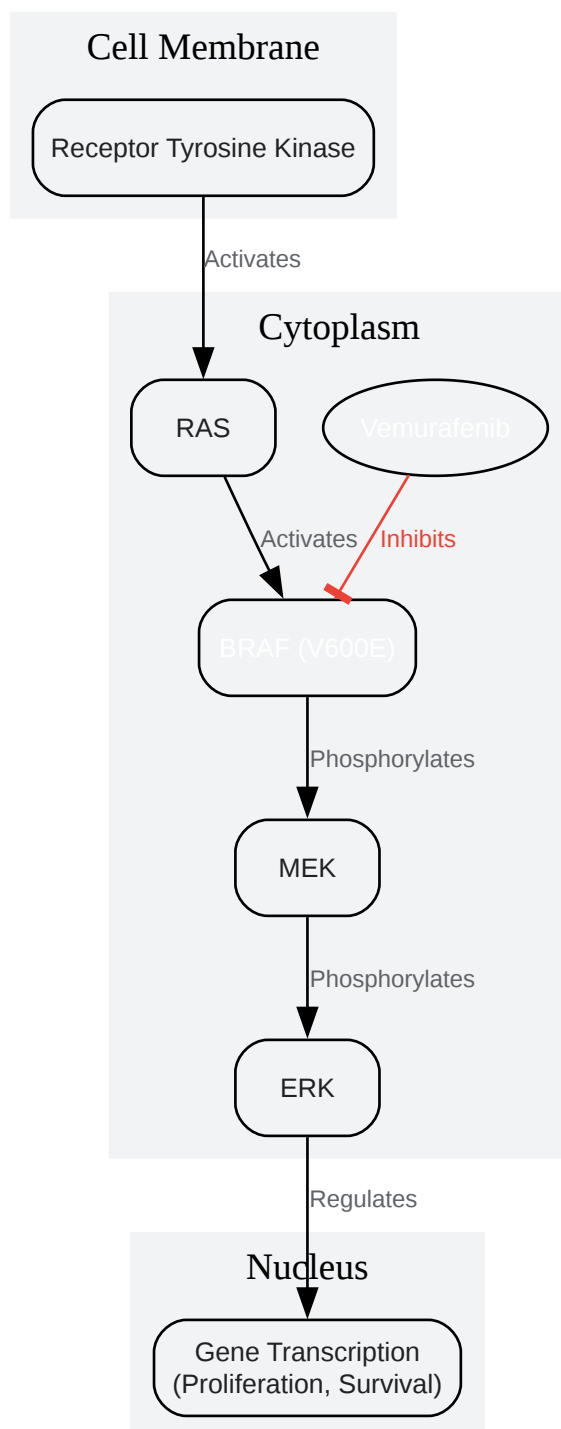 Cell Membrane
Receptor Tyrosine Kinase
Activates
Cytoplasm
RAS
Vemurafenib
Activates
Inhibits
BRAF (V600E)
Phosphorylates
MEK
Phosphorylates
ERK
Regulates
Nucleus
Gene Transcription
(Proliferation, Survival)